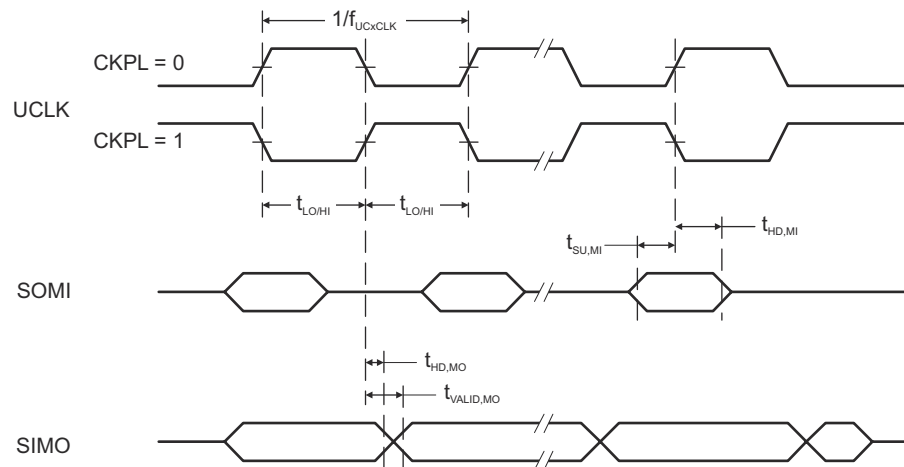 1/fUCxCLK
CKPL = 0
UCLK
CKPL = 1
tLO/HI tLO/HI
tHD,MI
tSU,MI
SOMI
tHD,MO
tVALID,MO
SIMO